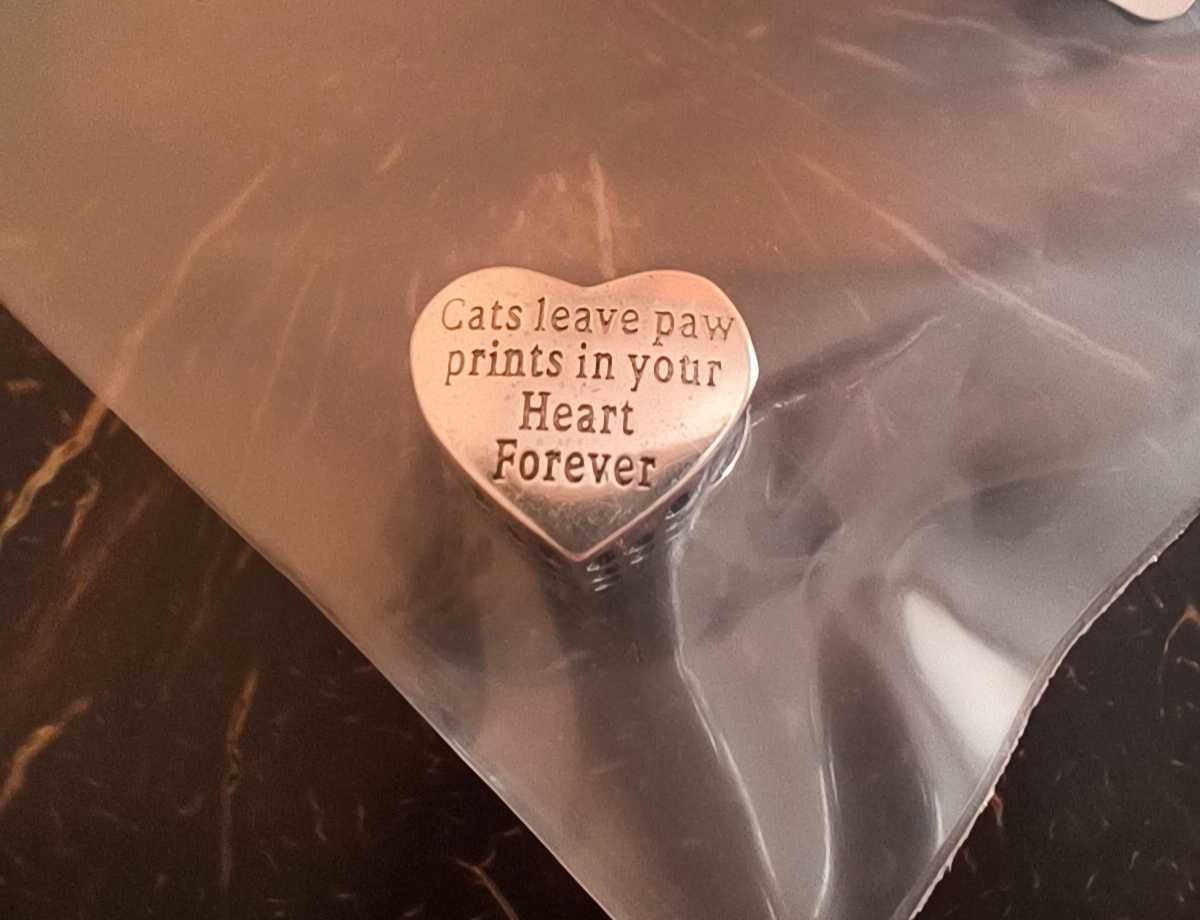 Cats leave paw
prints in your
Heart
Forever